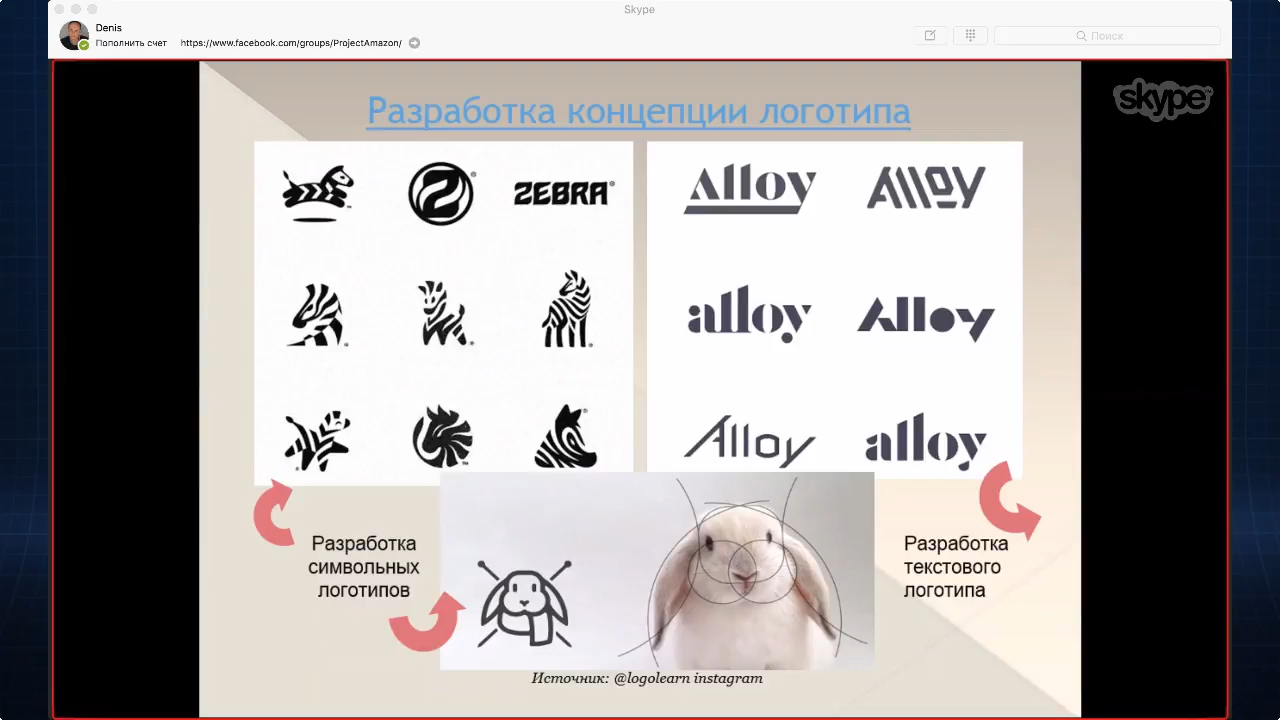 Skype
Denis
Пополнить счет https://www.facebook.com/groups/ProjectAmazon/
Поиск
skype™
Разработка концепции логотипа
ZEBRA®
Alloy
Alloy
alloy
Alloy
Alloy
alloy
Разработка
символьных
логотипов
Разработка
текстового
логотипа
Источник: @logolearn instagram